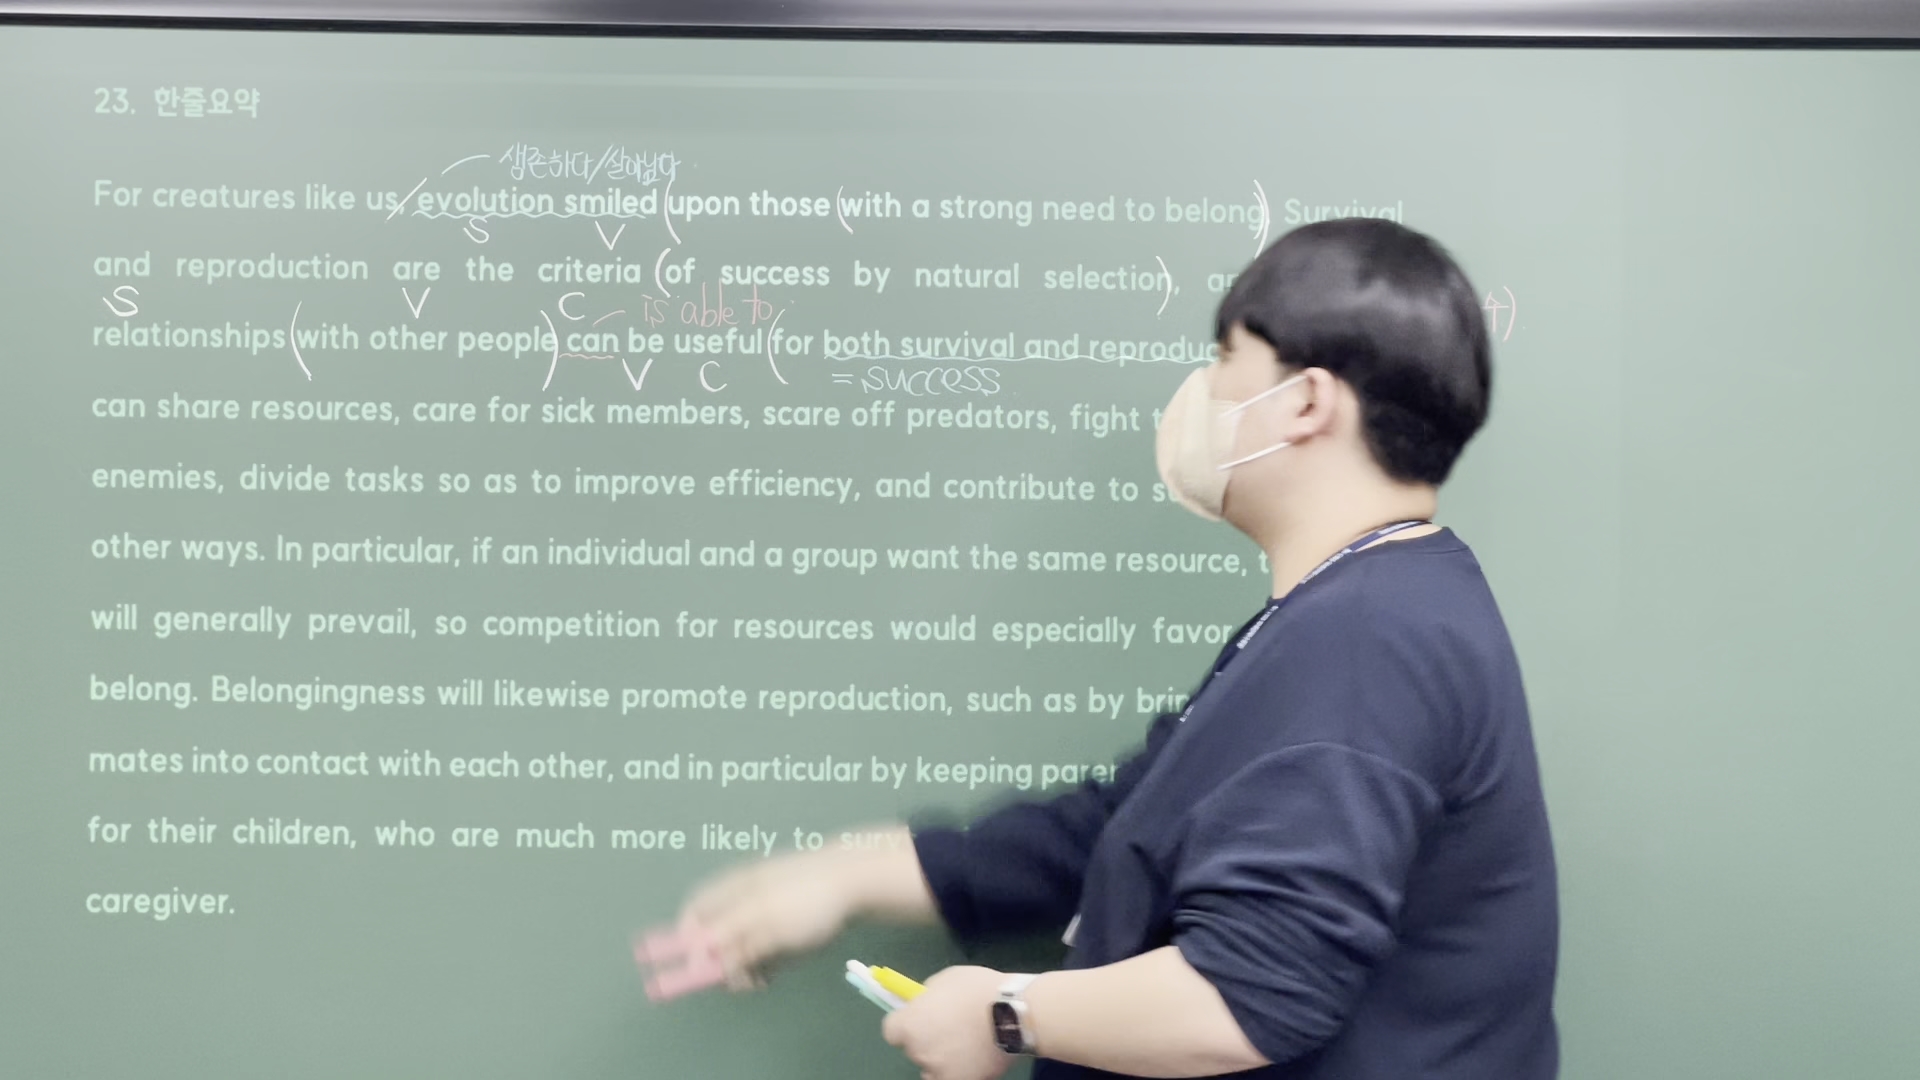 23. 한줄요약
생존하다/살아남다
For creatures like us, evolution smiled (upon those (with a strong need to belong). Survival
S V
and reproduction are the criteria (of success by natural selection),
S V C is able to ↑)
relationships (with other people) can be useful (for both survival and
V C = success
can share resources, care for sick members, scare off predators, fight
enemies, divide tasks so as to improve efficiency, and contribute to
other ways. In particular, if an individual and a group want the same resource,
will generally prevail, so competition for resources would especially favor
belong. Belongingness will likewise promote reproduction, such as by
mates into contact with each other, and in particular by keeping
for their children, who are much more likely to
caregiver.